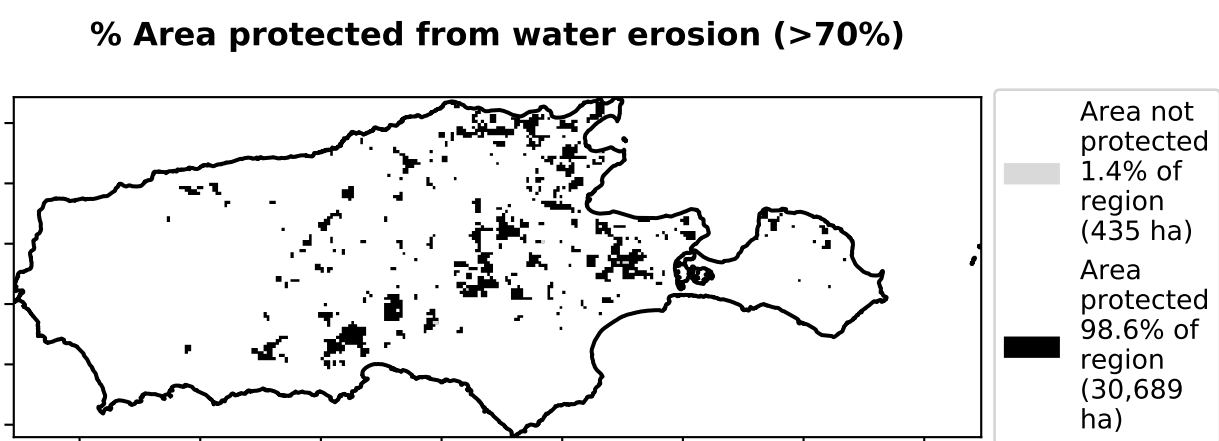 % Area protected from water erosion (>70%)
Area not
protected
1.4% of
region
(435 ha)
Area
protected
98.6% of
region
(30,689
ha)